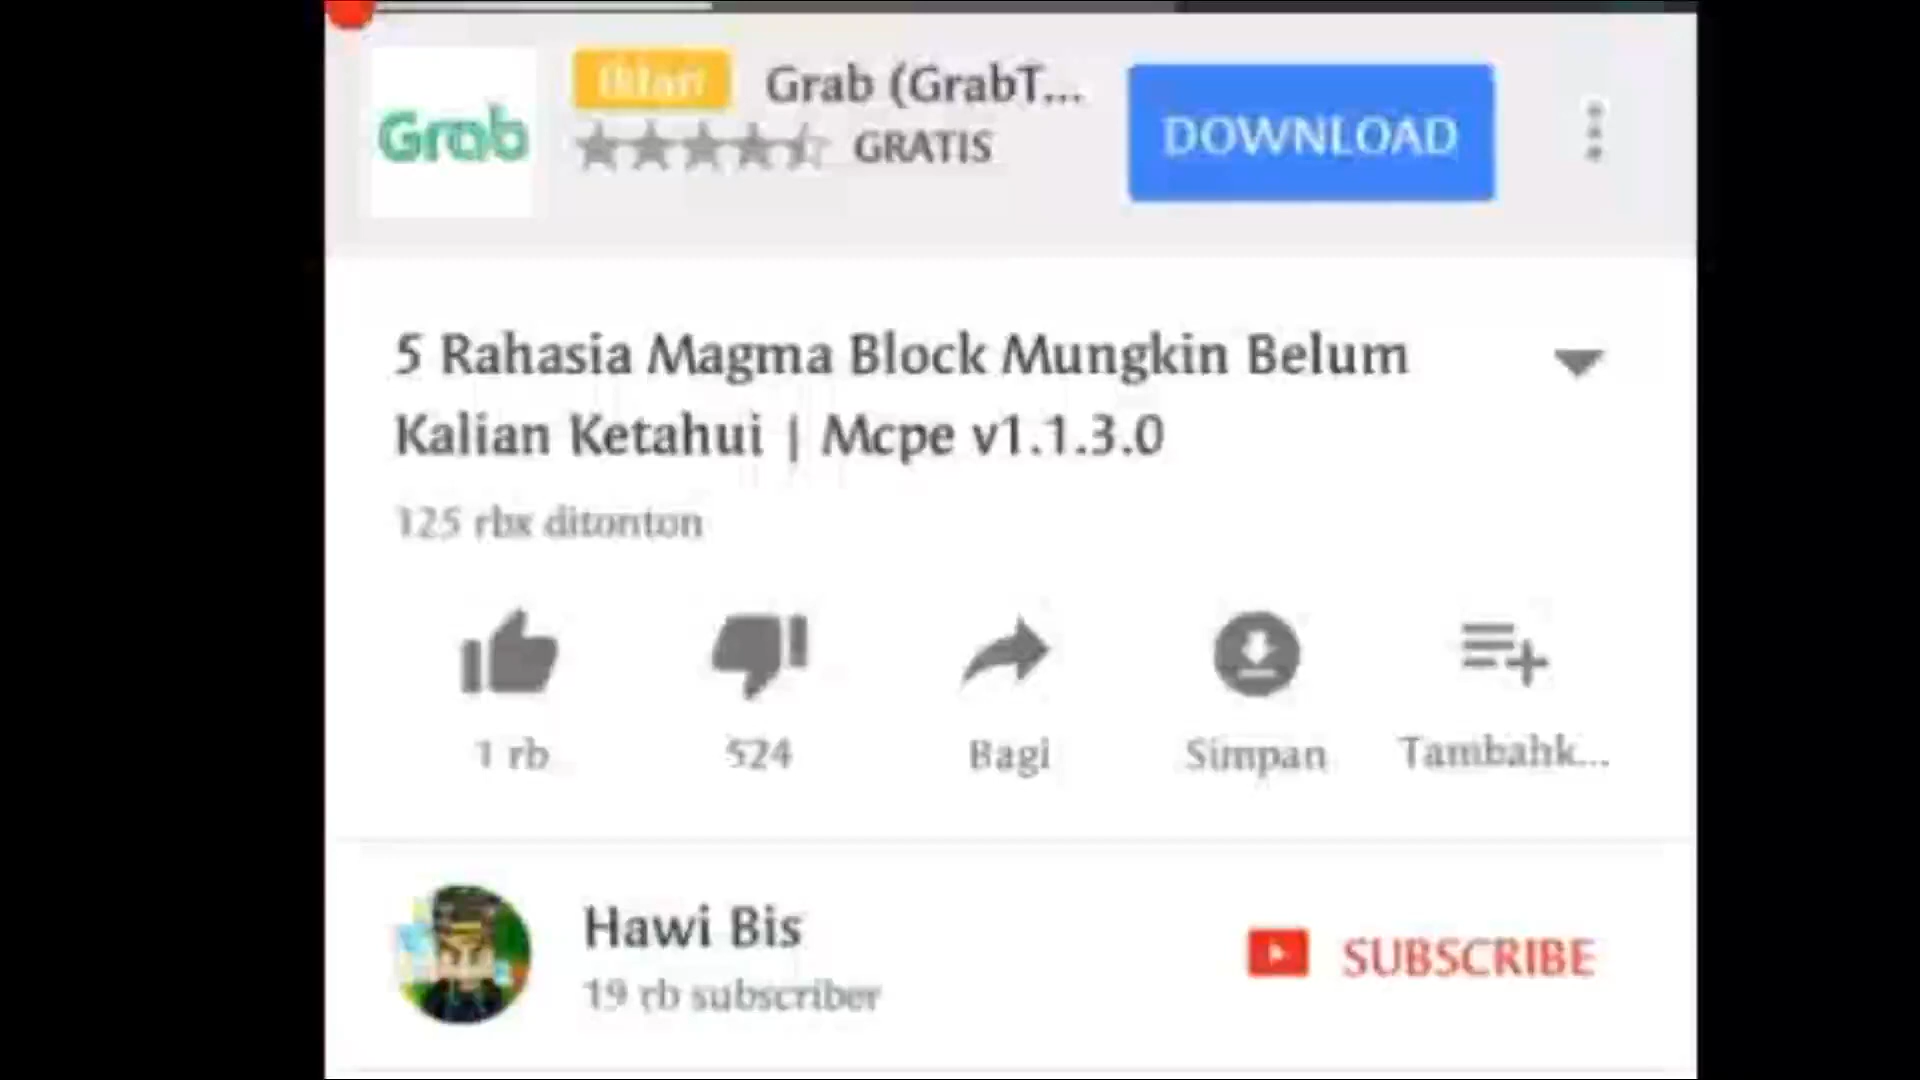 Grab
Iklan
Grab (GrabT...
GRATIS
DOWNLOAD
5 Rahasia Magma Block Mungkin Belum
Kalian Ketahui | Mcpe v1.1.3.0
125 rbx ditonton
1 rb
524
Bagi
Simpan
Tambahk...
Hawi Bis
19 rb subscriber
SUBSCRIBE